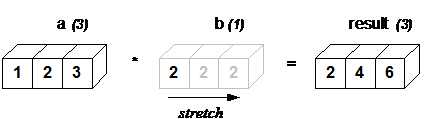 a (3) b (1) result (3)
1 2 3 * 2 2 2 = 2 4 6
stretch